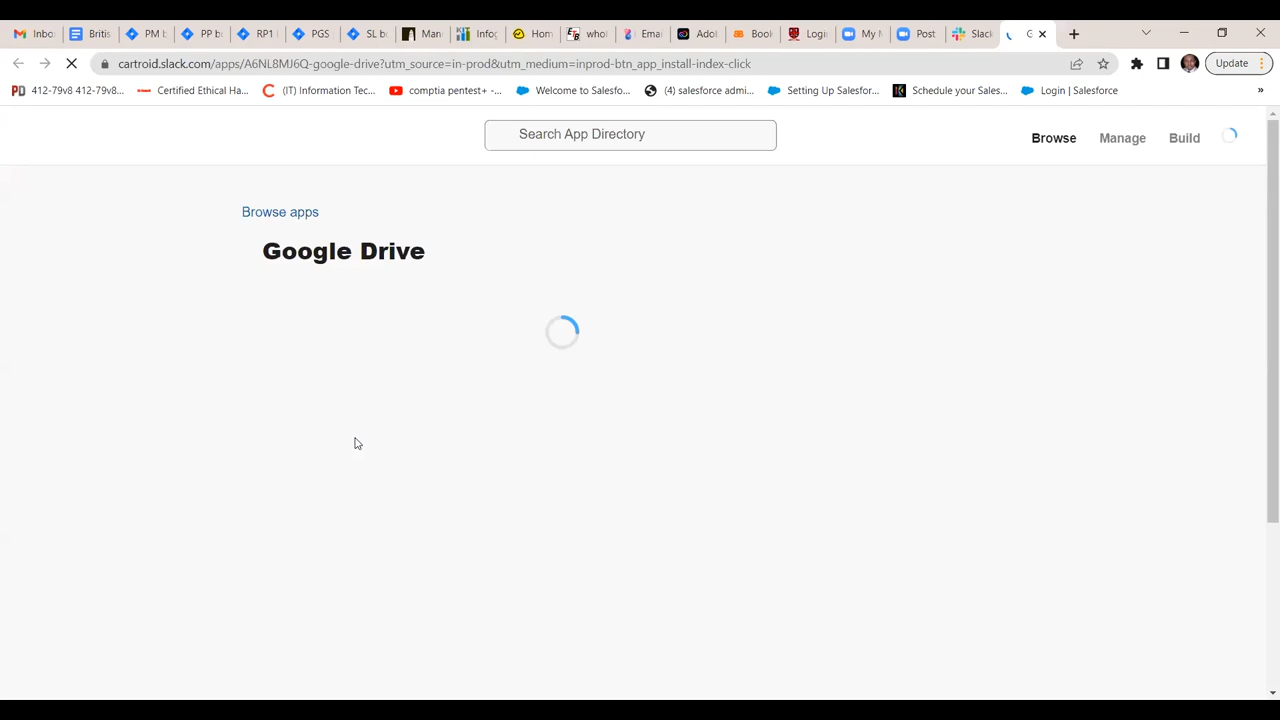 Inbo
Britis
PM l
PP b
RP1
PGS
SL b
Man
Infog
Hom
who
Emai
Adol
Book
Login
My M
Post
Slack
G
cartroid.slack.com/apps/A6NL8MJ6Q-google-drive?utm_source=in-prod&utm_medium=inprod-btn_app_install-index-click
Update
412-79v8 412-79v8...
Certified Ethical Ha...
(IT) Information Tec...
comptia pentest+ -...
Welcome to Salesfo...
(4) salesforce admi...
Setting Up Salesfor...
Schedule your Sales...
Login | Salesforce
»
Search App Directory
Browse
Manage
Build
Browse apps
Google Drive